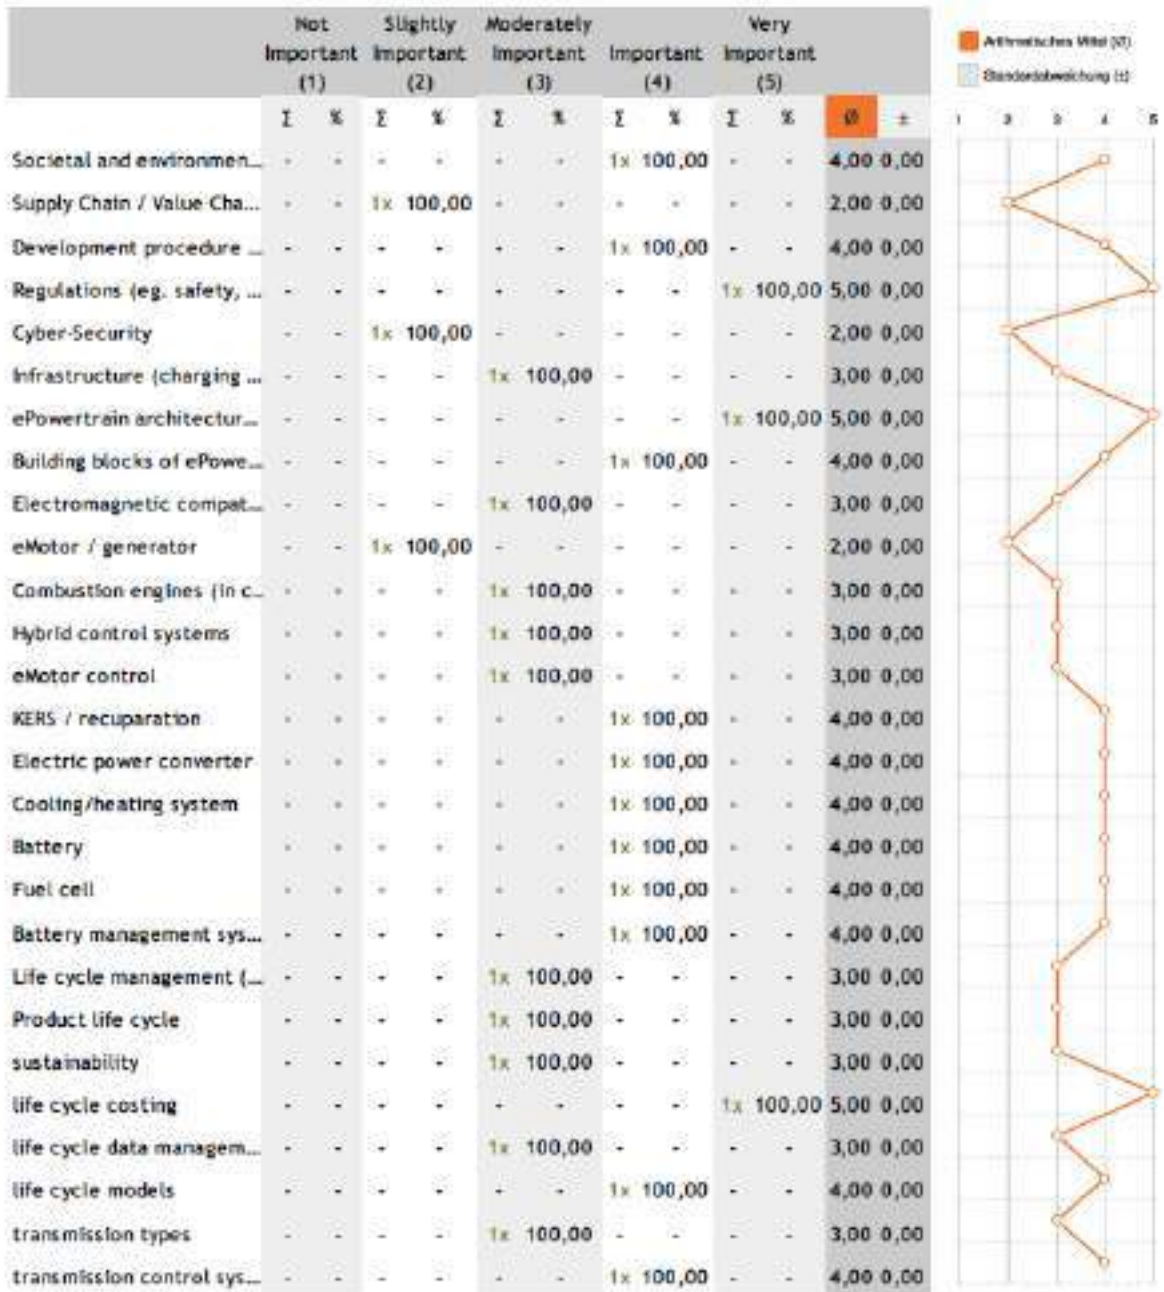 Not Slightly Moderately Very
Important Important Important Important Important
(1) (2) (3) (4) (5)
Arithmetisches Mittel (Ø)
Standardabweichung (±)
Σ % Σ % Σ % Σ % Σ % Ø ± 1 2 3 4 5
Societal and environmen... - - - - - - 1x 100,00 - - 4,00 0,00
Supply Chain / Value Cha... - - 1x 100,00 - - - - - - 2,00 0,00
Development procedure ... - - - - - - 1x 100,00 - - 4,00 0,00
Regulations (eg. safety, ... - - - - - - - - 1x 100,00 5,00 0,00
Cyber-Security - - 1x 100,00 - - - - - - 2,00 0,00
Infrastructure (charging ... - - - - 1x 100,00 - - - - 3,00 0,00
ePowertrain architectur... - - - - - - - - 1x 100,00 5,00 0,00
Building blocks of ePowe... - - - - - - 1x 100,00 - - 4,00 0,00
Electromagnetic compat... - - - - 1x 100,00 - - - - 3,00 0,00
eMotor / generator - - 1x 100,00 - - - - - - 2,00 0,00
Combustion engines (in c... - - - - 1x 100,00 - - - - 3,00 0,00
Hybrid control systems - - - - 1x 100,00 - - - - 3,00 0,00
eMotor control - - - - 1x 100,00 - - - - 3,00 0,00
KERS / recuparation - - - - - - 1x 100,00 - - 4,00 0,00
Electric power converter - - - - - - 1x 100,00 - - 4,00 0,00
Cooling/heating system - - - - - - 1x 100,00 - - 4,00 0,00
Battery - - - - - - 1x 100,00 - - 4,00 0,00
Fuel cell - - - - - - 1x 100,00 - - 4,00 0,00
Battery management sys... - - - - - - 1x 100,00 - - 4,00 0,00
Life cycle management (... - - - - 1x 100,00 - - - - 3,00 0,00
Product life cycle - - - - 1x 100,00 - - - - 3,00 0,00
sustainability - - - - 1x 100,00 - - - - 3,00 0,00
life cycle costing - - - - - - - - 1x 100,00 5,00 0,00
life cycle data managem... - - - - 1x 100,00 - - - - 3,00 0,00
life cycle models - - - - - - 1x 100,00 - - 4,00 0,00
transmission types - - - - 1x 100,00 - - - - 3,00 0,00
transmission control sys... - - - - - - 1x 100,00 - - 4,00 0,00